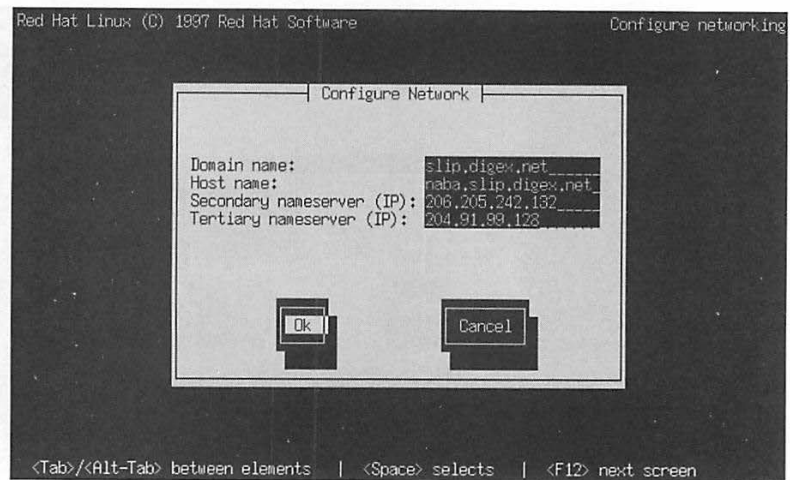 Red Hat Linux (C) 1997 Red Hat Software Configure networking
Configure Network
Domain name: slip.digex.net
Host name: naba.slip.digex.net
Secondary nameserver (IP): 206.205.242.132
Tertiary nameserver (IP): 204.91.99.128
Ok Cancel
<Tab>/<Alt-Tab> between elements | <Space> selects | <F12> next screen